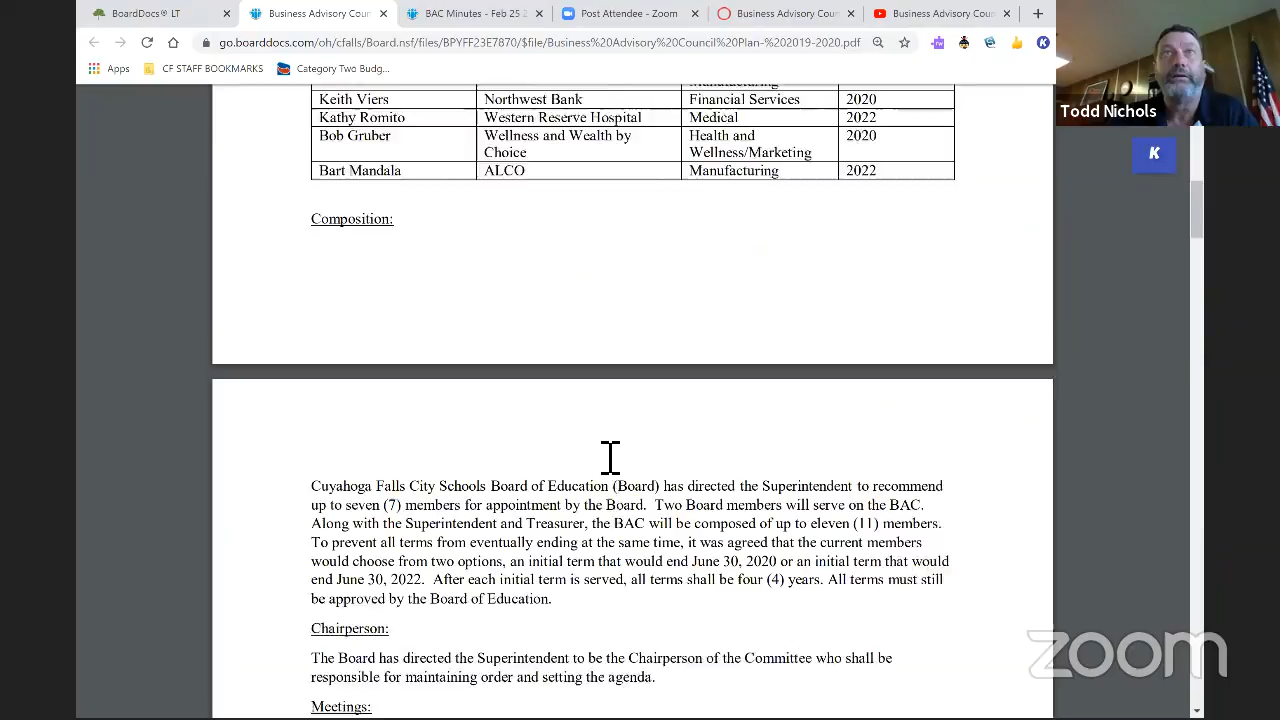 BoardDocs® LT
Business Advisory Coun
BAC Minutes - Feb 25 2
Post Attendee - Zoom
Business Advisory Coun
Business Advisory Coun
go.boarddocs.com/oh/cfalls/Board.nsf/files/BPYFF23E7870/$file/Business%20Advisory%20Council%20Plan-%202019-2020.pdf
Apps
CF STAFF BOOKMARKS
Category Two Budg...
Todd Nichols
K
K
Manufacturing
Keith Viers Northwest Bank Financial Services 2020
Kathy Romito Western Reserve Hospital Medical 2022
Bob Gruber Wellness and Wealth by Health and 2020
Choice Wellness/Marketing
Bart Mandala ALCO Manufacturing 2022
Composition:
Cuyahoga Falls City Schools Board of Education (Board) has directed the Superintendent to recommend
up to seven (7) members for appointment by the Board. Two Board members will serve on the BAC.
Along with the Superintendent and Treasurer, the BAC will be composed of up to eleven (11) members.
To prevent all terms from eventually ending at the same time, it was agreed that the current members
would choose from two options, an initial term that would end June 30, 2020 or an initial term that would
end June 30, 2022. After each initial term is served, all terms shall be four (4) years. All terms must still
be approved by the Board of Education.
Chairperson:
The Board has directed the Superintendent to be the Chairperson of the Committee who shall be
responsible for maintaining order and setting the agenda.
Meetings:
zoom